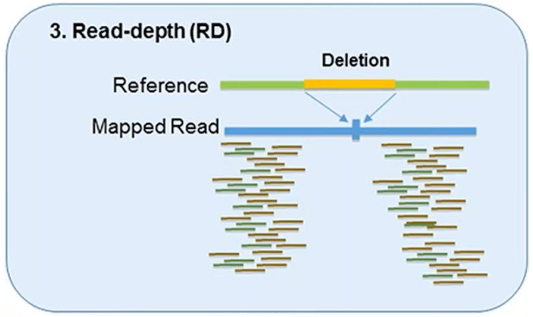 3. Read-depth (RD)
Deletion
Reference
Mapped Read